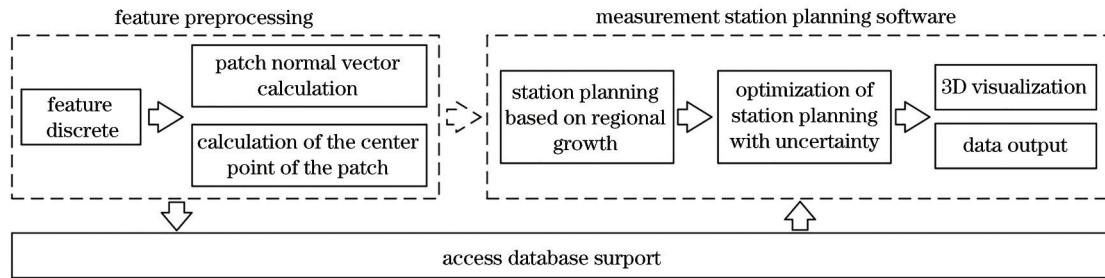 feature preprocessing
measurement station planning software
feature
discrete
patch normal vector
calculation
calculation of the center
point of the patch
station planning
based on regional
growth
optimization of
station planning
with uncertainty
3D visualization
data output
access database surport